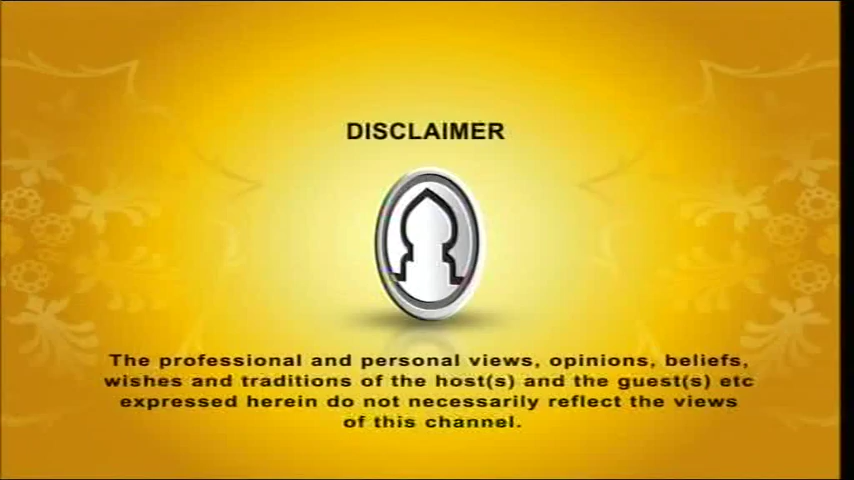 DISCLAIMER
The professional and personal views, opinions, beliefs,
wishes and traditions of the host(s) and the guest(s) etc
expressed herein do not necessarily reflect the views
of this channel.